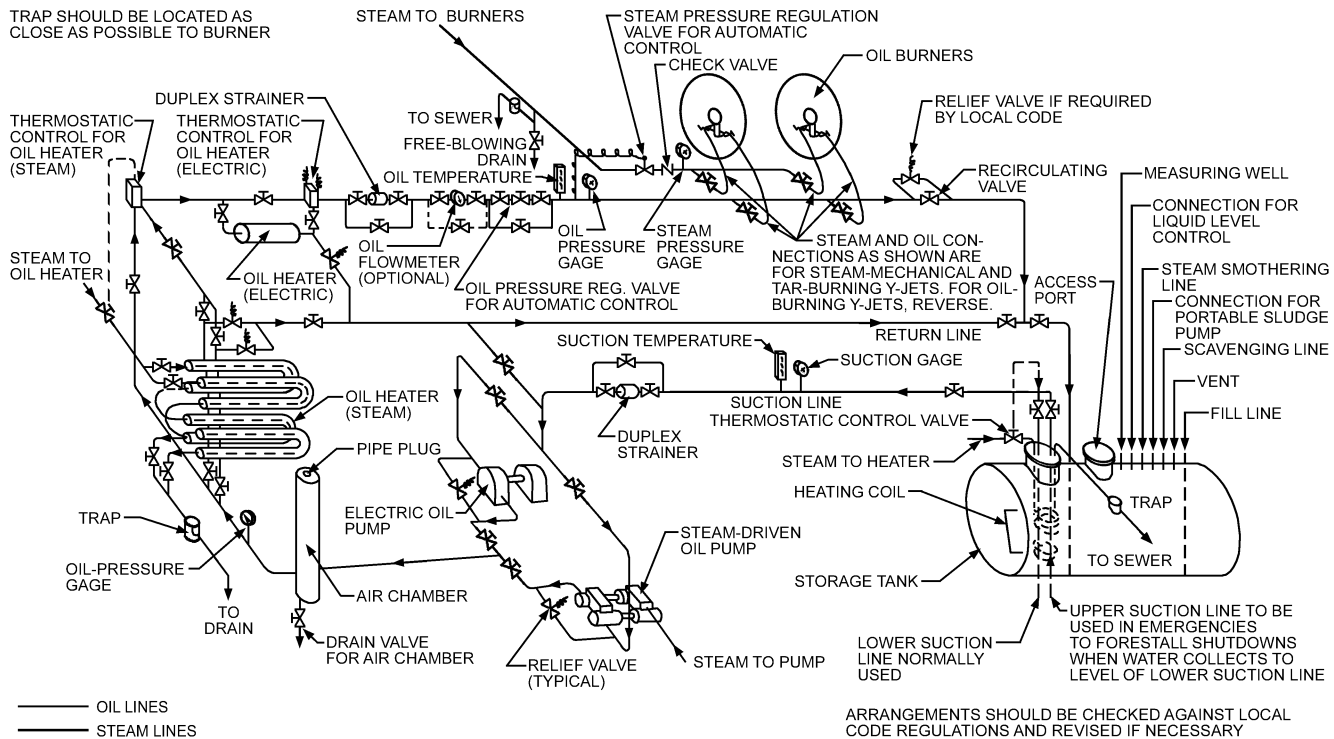 TRAP SHOULD BE LOCATED AS
CLOSE AS POSSIBLE TO BURNER
STEAM TO BURNERS
STEAM PRESSURE REGULATION
VALVE FOR AUTOMATIC
CONTROL
CHECK VALVE
OIL BURNERS
DUPLEX STRAINER
THERMOSTATIC
CONTROL FOR
OIL HEATER
(STEAM)
THERMOSTATIC
CONTROL FOR
OIL HEATER
(ELECTRIC)
TO SEWER
FREE-BLOWING
DRAIN
OIL TEMPERATURE
RELIEF VALVE IF REQUIRED
BY LOCAL CODE
RECIRCULATING
VALVE
MEASURING WELL
CONNECTION FOR
LIQUID LEVEL
CONTROL
STEAM SMOTHERING
LINE
CONNECTION FOR
PORTABLE SLUDGE
PUMP
SCAVENGING LINE
VENT
FILL LINE
STEAM TO
OIL HEATER
OIL HEATER
(ELECTRIC)
OIL
FLOWMETER
(OPTIONAL)
OIL PRESSURE REG. VALVE
FOR AUTOMATIC CONTROL
OIL
PRESSURE
GAGE
STEAM
PRESSURE
GAGE
STEAM AND OIL CON-
NECTIONS AS SHOWN ARE
FOR STEAM-MECHANICAL AND
TAR-BURNING Y-JETS. FOR OIL-
BURNING Y-JETS, REVERSE.
ACCESS
PORT
RETURN LINE
SUCTION TEMPERATURE
SUCTION GAGE
SUCTION LINE
THERMOSTATIC CONTROL VALVE
OIL HEATER
(STEAM)
DUPLEX
STRAINER
PIPE PLUG
STEAM TO HEATER
HEATING COIL
TRAP
ELECTRIC OIL
PUMP
STEAM-DRIVEN
OIL PUMP
TRAP
TO SEWER
OIL-PRESSURE
GAGE
STORAGE TANK
AIR CHAMBER
TO
DRAIN
DRAIN VALVE
FOR AIR CHAMBER
RELIEF VALVE
(TYPICAL)
STEAM TO PUMP
LOWER SUCTION
LINE NORMALLY
USED
UPPER SUCTION LINE TO BE
USED IN EMERGENCIES
TO FORESTALL SHUTDOWNS
WHEN WATER COLLECTS TO
LEVEL OF LOWER SUCTION LINE
OIL LINES
STEAM LINES
ARRANGEMENTS SHOULD BE CHECKED AGAINST LOCAL
CODE REGULATIONS AND REVISED IF NECESSARY